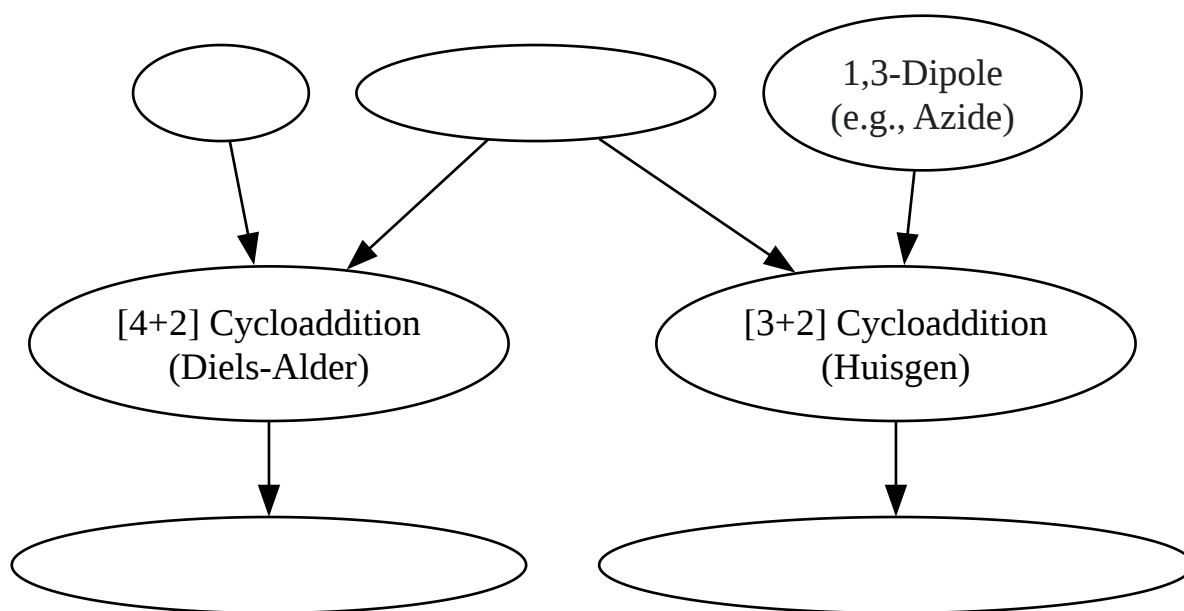 1,3-Dipole
(e.g., Azide)
[4+2] Cycloaddition
(Diels-Alder)
[3+2] Cycloaddition
(Huisgen)